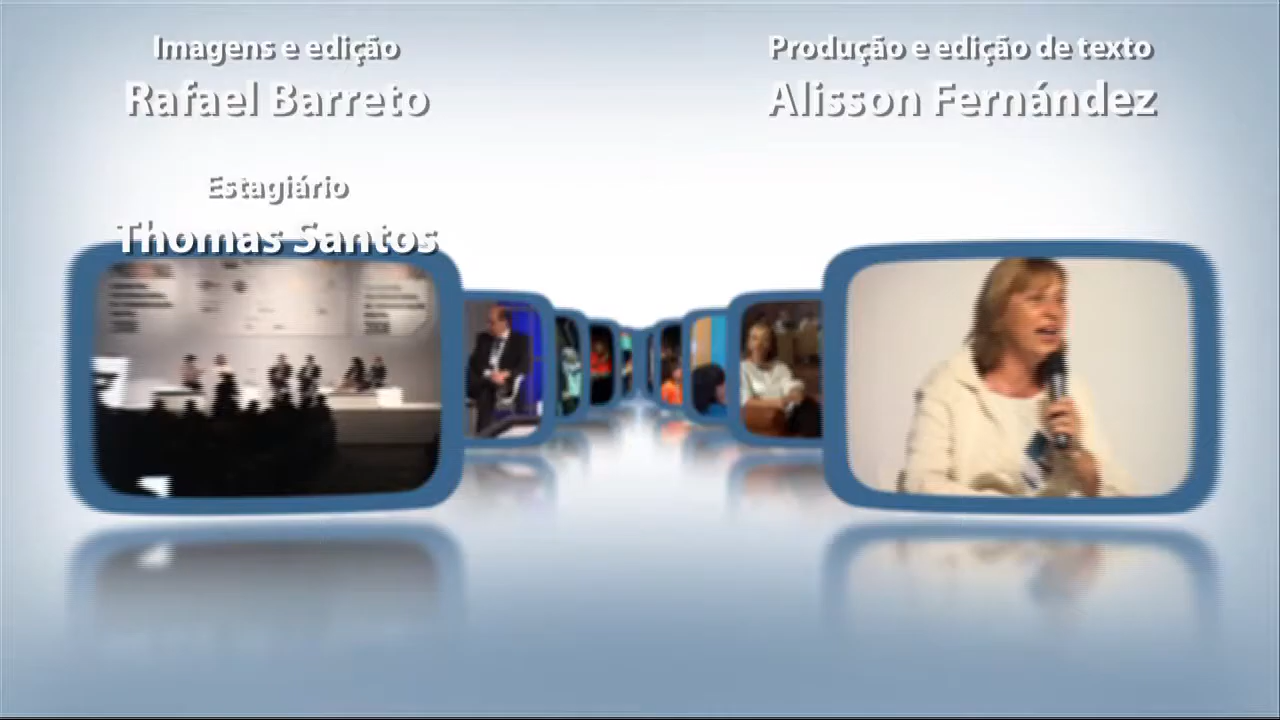 Imagens e edição
Rafael Barreto
Produção e edição de texto
Alisson Fernández
Estagiário
Thomas Santos